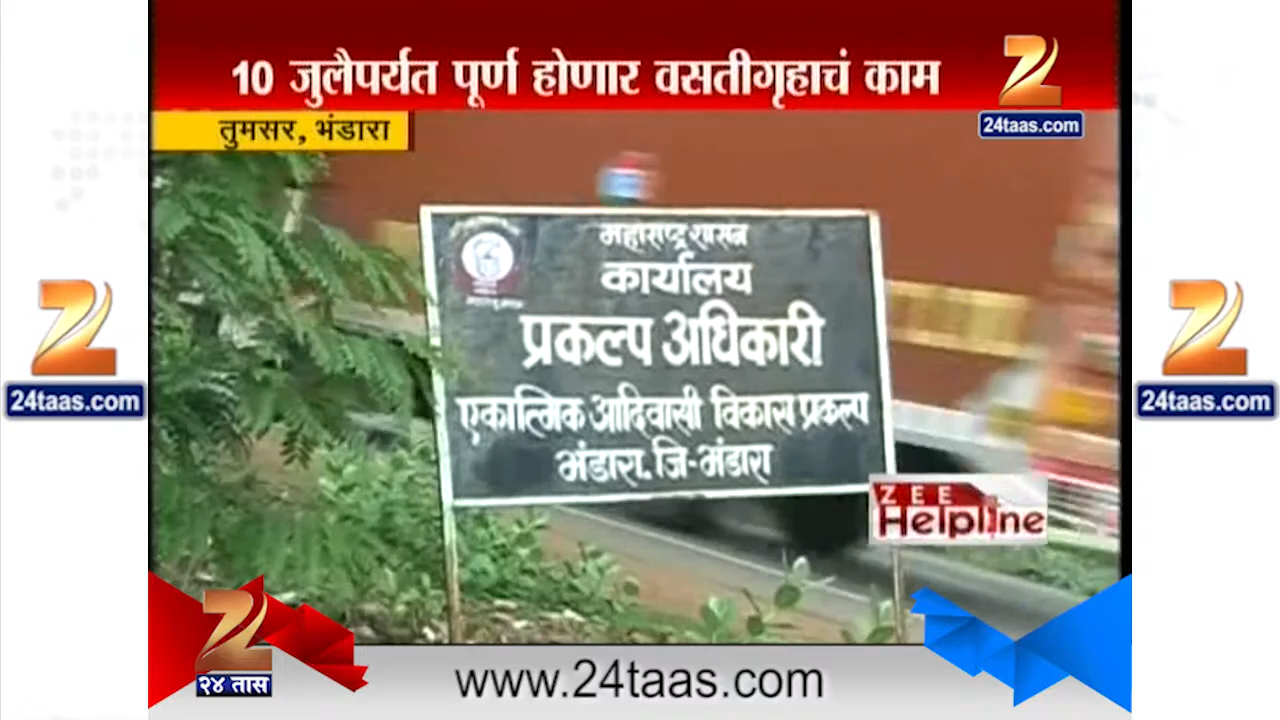 10 जुलैपर्यंत पूर्ण होणार वसतीगृहाचं काम
24taas.com
तुमसर, भंडारा
महाराष्ट्र शासन
कार्यालय
प्रकल्प अधिकारी
एकात्मिक आदिवासी विकास प्रकल्प
भंडारा. जि-भंडारा
24taas.com
24taas.com
ZEE
Helpline
२४ तास
www.24taas.com